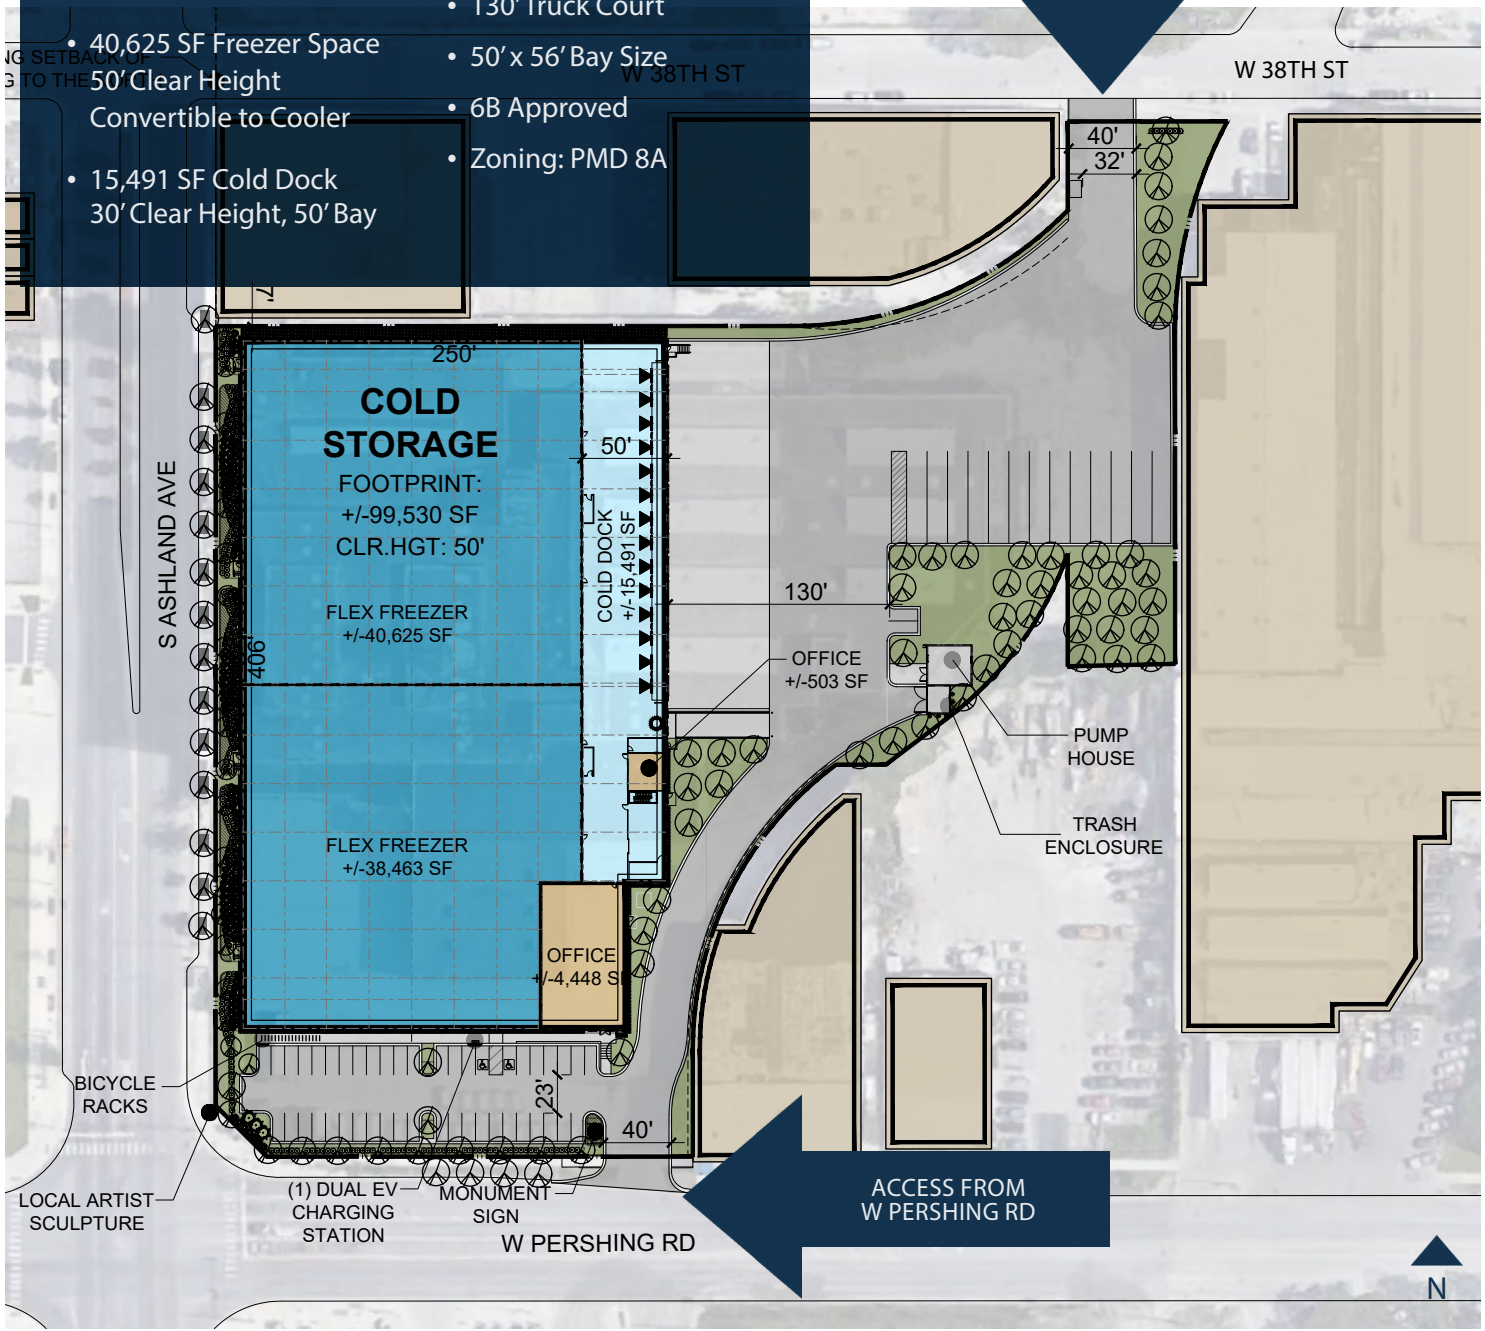 • 130' Truck Court
• 40,625 SF Freezer Space
50' Clear Height
Convertible to Cooler
• 50' x 56' Bay Size
• 6B Approved
• 15,491 SF Cold Dock
30' Clear Height, 50' Bay
• Zoning: PMD 8A
SETBACK OF
TO THE
W 38TH ST
W 38TH ST
40'
32'
7'
250'
COLD
STORAGE
FOOTPRINT:
+/-99,530 SF
CLR.HGT: 50'
50'
COLD DOCK
+/-15,491 SF
S ASHLAND AVE
FLEX FREEZER
+/-40,625 SF
406'
130'
OFFICE
+/-503 SF
PUMP
HOUSE
TRASH
ENCLOSURE
FLEX FREEZER
+/-38,463 SF
OFFICE
+/-4,448 SF
BICYCLE
RACKS
23'
40'
LOCAL ARTIST
SCULPTURE
(1) DUAL EV
CHARGING
STATION
MONUMENT
SIGN
W PERSHING RD
ACCESS FROM
W PERSHING RD
N